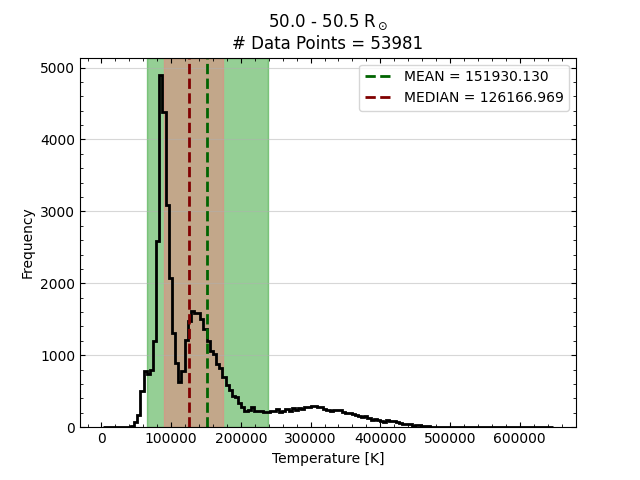 50.0 - 50.5 R⊙
# Data Points = 53981
MEAN = 151930.130
MEDIAN = 126166.969
5000
4000
3000
2000
1000
0
Frequency
0 100000 200000 300000 400000 500000 600000
Temperature [K]